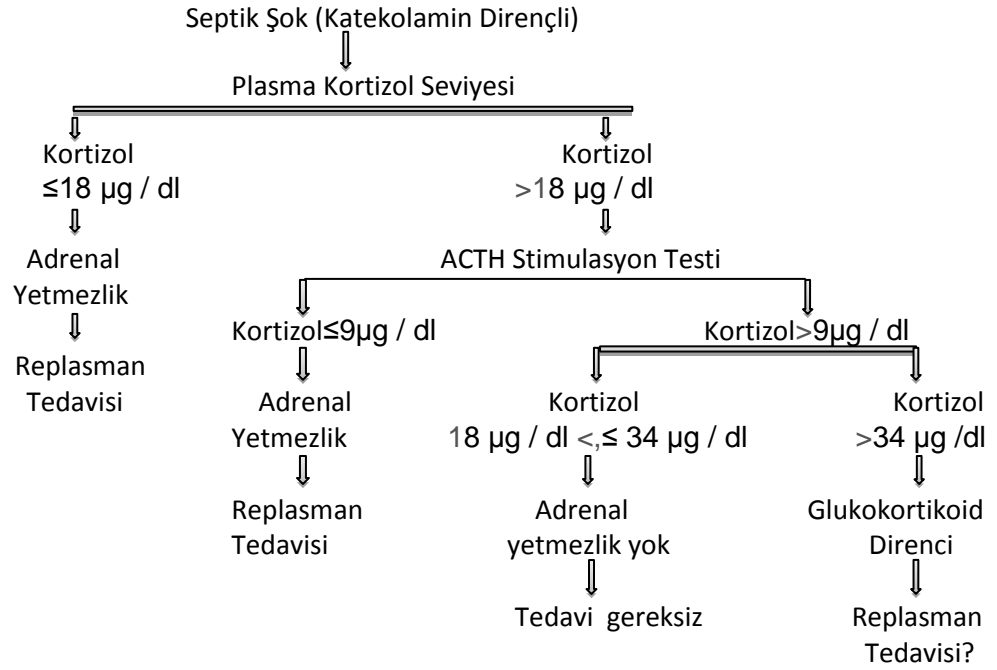 Septik Şok (Katekolamin Dirençli)
Plasma Kortizol Seviyesi
Kortizol
≤18 µg / dl
Kortizol
>18 µg / dl
Adrenal
Yetmezlik
ACTH Stimulasyon Testi
Replasman
Tedavisi
Kortizol≤9µg / dl
Kortizol>9µg / dl
Adrenal
Yetmezlik
Kortizol
18 µg / dl <,≤ 34 µg / dl
Kortizol
>34 µg /dl
Replasman
Tedavisi
Adrenal
yetmezlik yok
Glukokortikoid
Direnci
Tedavi gereksiz
Replasman
Tedavisi?